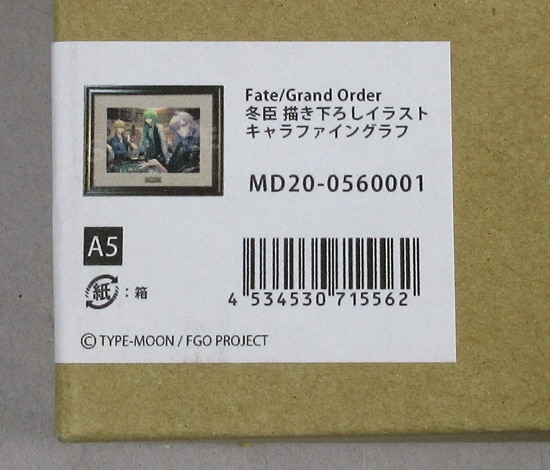 Fate/Grand Order
冬臣 描き下ろしイラスト
キャラファイングラフ
MD20-0560001
A5
紙：箱
4 534530 715562
© TYPE-MOON / FGO PROJECT